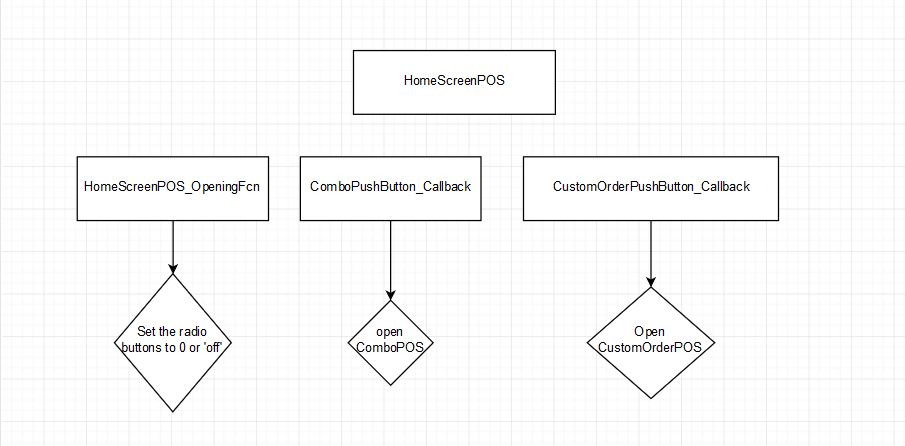 HomeScreenPOS
HomeScreenPOS_OpeningFcn
ComboPushButton_Callback
CustomOrderPushButton_Callback
Set the radio
buttons to 0 or 'off'
open
ComboPOS
Open
CustomOrderPOS